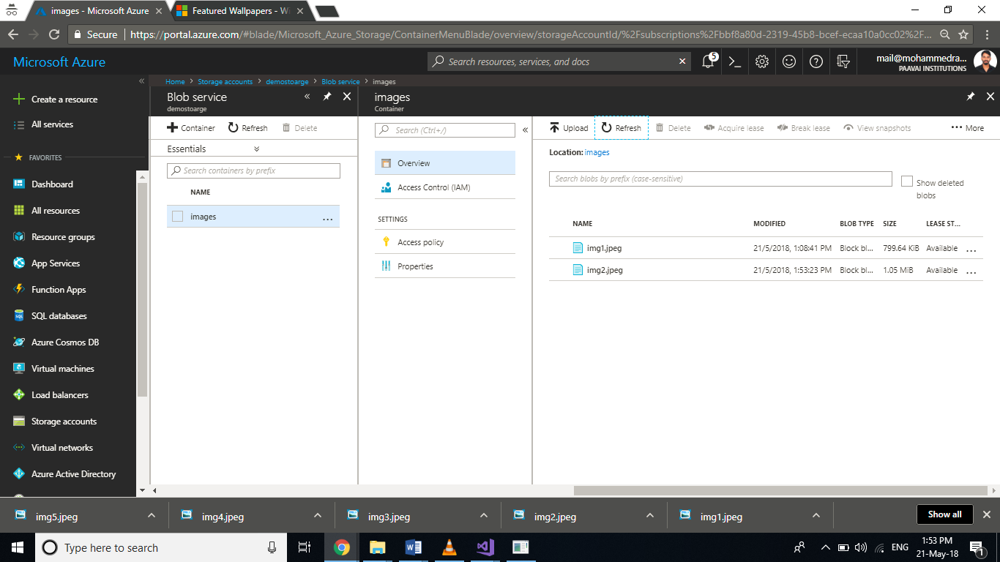 images - Microsoft Azure
Featured Wallpapers - Wi
Secure
https://portal.azure.com/#blade/Microsoft_Azure_Storage/ContainerMenuBlade/overview/storageAccountId/%2Fsubscriptions%2Fbbf8a80d-2319-45b8-bcef-ecaa10a0cc02%2F...
Microsoft Azure
Search resources, services, and docs
5
mail@mohammedra...
PAAVAI INSTITUTIONS
Home > Storage accounts > demostoarge > Blob service > images
Create a resource
All services
FAVORITES
Dashboard
All resources
Resource groups
App Services
Function Apps
SQL databases
Azure Cosmos DB
Virtual machines
Load balancers
Storage accounts
Virtual networks
Azure Active Directory
Blob service
demostoarge
Container Refresh Delete
Essentials
Search containers by prefix
NAME
images ...
images
Container
Search (Ctrl+/)
Overview
Access Control (IAM)
SETTINGS
Access policy
Properties
Upload Refresh Delete Acquire lease Break lease View snapshots ... More
Location: images
Search blobs by prefix (case-sensitive)
Show deleted
blobs
NAME MODIFIED BLOB TYPE SIZE LEASE ST...
img1.jpeg 21/5/2018, 1:08:41 PM Block bl... 799.64 KiB Available ...
img2.jpeg 21/5/2018, 1:53:23 PM Block bl... 1.05 MiB Available ...
img5.jpeg img4.jpeg img3.jpeg img2.jpeg img1.jpeg Show all
Type here to search
ENG
1:53 PM
21-May-18
1